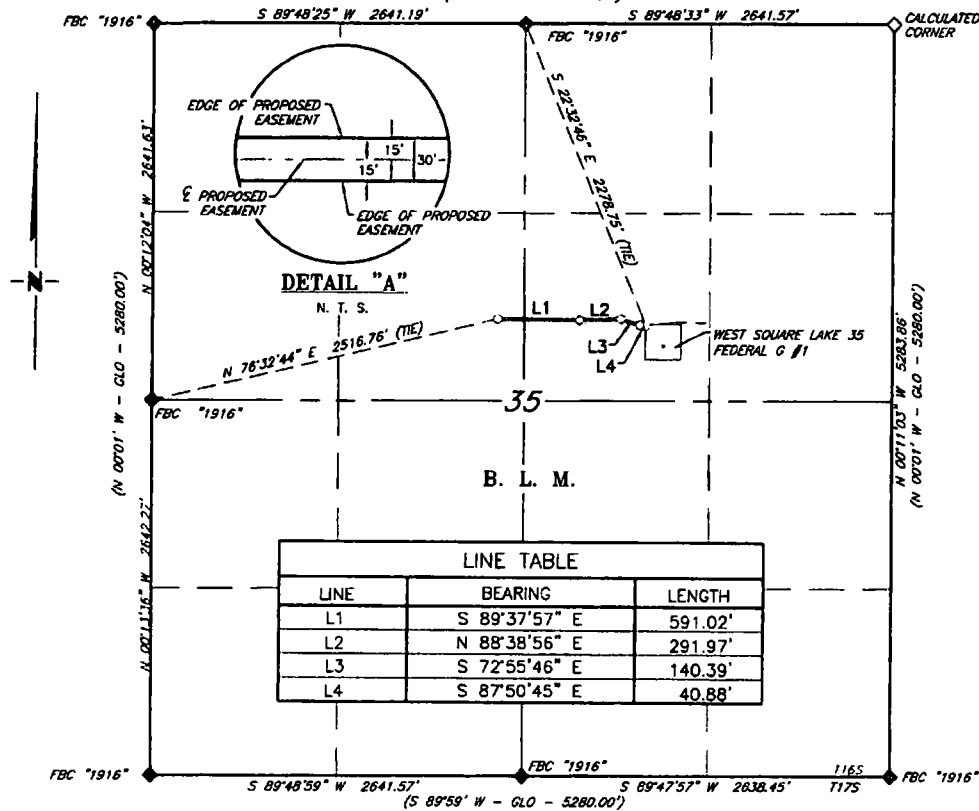 FBC "1916"
S 89°48'25" W 2641.19'
FBC "1916"
S 89°48'33" W 2641.57'
CALCULATED
CORNER
EDGE OF PROPOSED
EASEMENT
15'
15'
30'
℄ PROPOSED
EASEMENT
EDGE OF PROPOSED
EASEMENT
DETAIL "A"
N. T. S.
N
N 00°12'04" W 2641.63'
(N 00°01' W - GLO - 5280.00')
S 22°32'46" E 2278.75' (TIE)
L1
L2
L3
L4
WEST SQUARE LAKE 35
FEDERAL G #1
N 76°32'44" E 2516.76' (TIE)
FBC "1916"
35
B. L. M.
N 00°11'03" W 5283.86'
(N 00°01' W - GLO - 5280.00')
N 00°13'16" W 2642.27'
LINE TABLE
LINE BEARING LENGTH
L1 S 89°37'57" E 591.02'
L2 N 88°38'56" E 291.97'
L3 S 72°55'46" E 140.39'
L4 S 87°50'45" E 40.88'
FBC "1916"
S 89°48'59" W 2641.57'
FBC "1916"
S 89°47'57" W 2638.45'
T16S
T17S
FBC "1916"
(S 89°59' W - GLO - 5280.00')